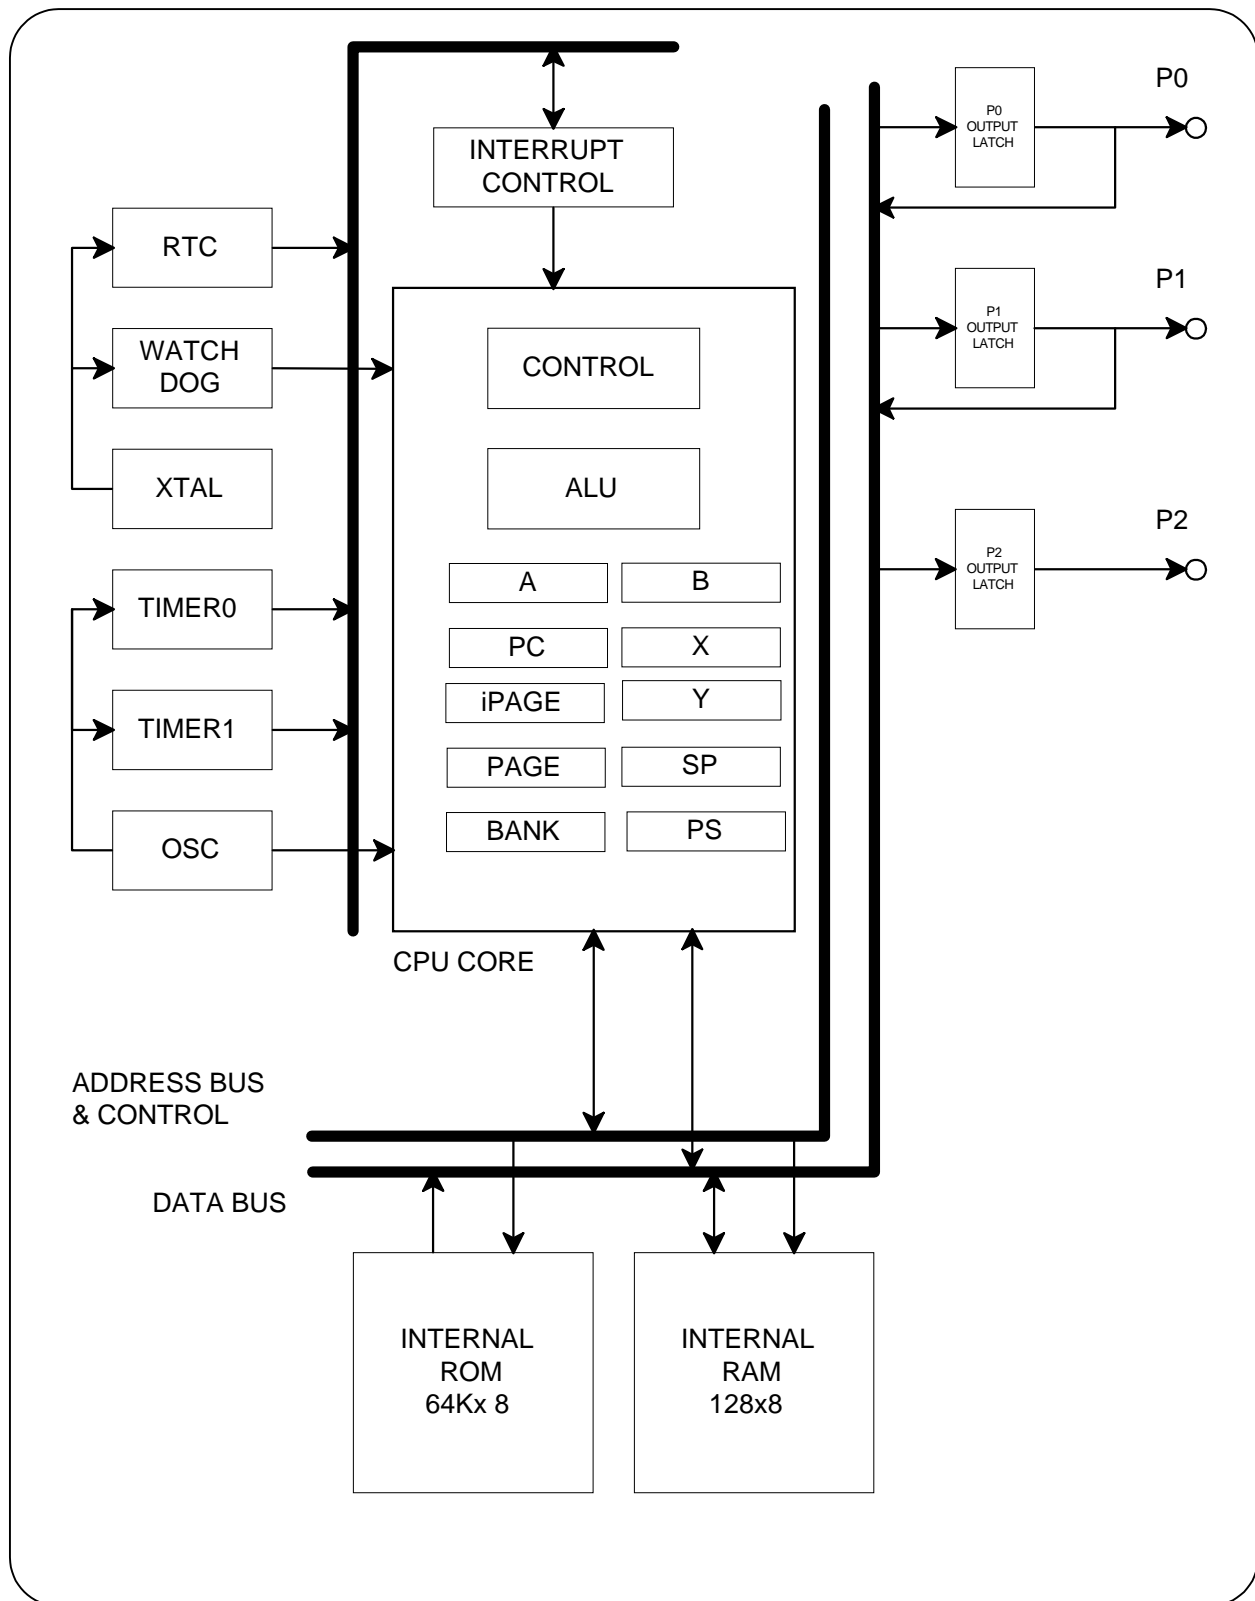 P0
P0
OUTPUT
LATCH
INTERRUPT
CONTROL
RTC
P1
P1
OUTPUT
LATCH
WATCH
DOG
CONTROL
XTAL
ALU
P2
P2
OUTPUT
LATCH
TIMER0
A
B
PC
X
iPAGE
Y
TIMER1
PAGE
SP
OSC
BANK
PS
CPU CORE
ADDRESS BUS
& CONTROL
DATA BUS
INTERNAL
ROM
64Kx 8
INTERNAL
RAM
128x8